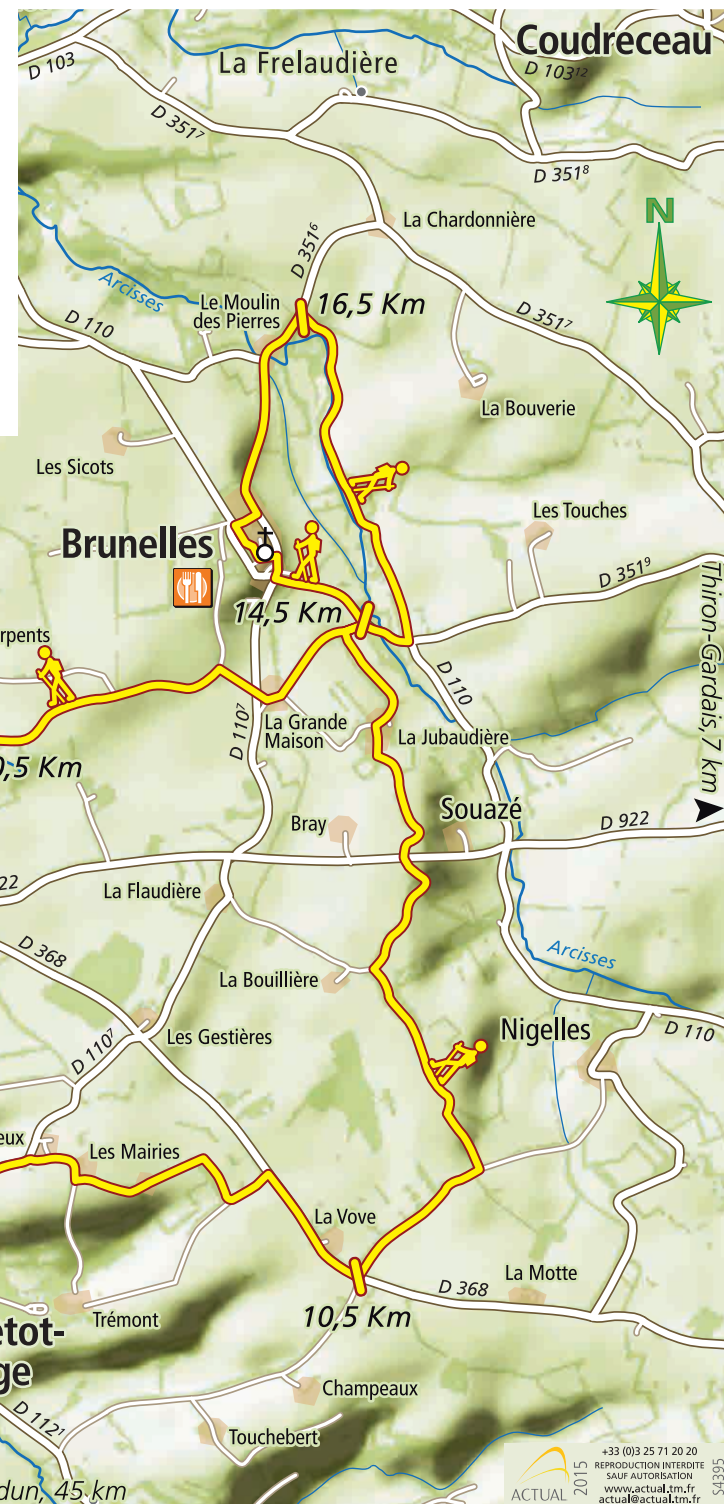 Coudreceau
D 103
La Frelaudière
D 103¹²
D 351⁷
D 351⁸
N
La Chardonnière
D 351⁶
Arcisses
Le Moulin
des Pierres
16,5 Km
D 110
D 351⁷
La Bouverie
Les Sicots
Les Touches
Brunelles
D 351⁹
14,5 Km
Thiron-Gardais, 7 km
rpents
D 110
La Grande
Maison
D 110⁷
La Jubaudière
0,5 Km
Souazé
Bray
D 922
22
La Flaudière
D 368
Arcisses
La Bouillière
Nigelles
D 110
Les Gestières
D 110⁷
eux
Les Mairies
La Vove
La Motte
D 368
10,5 Km
Trémont
etot-
ge
Champeaux
D 112¹
Touchebert
dun, 45 km
ACTUAL
2015
+33 (0)3 25 71 20 20
REPRODUCTION INTERDITE
SAUF AUTORISATION
www.actual.tm.fr
actual@actual.tm.fr
S4395